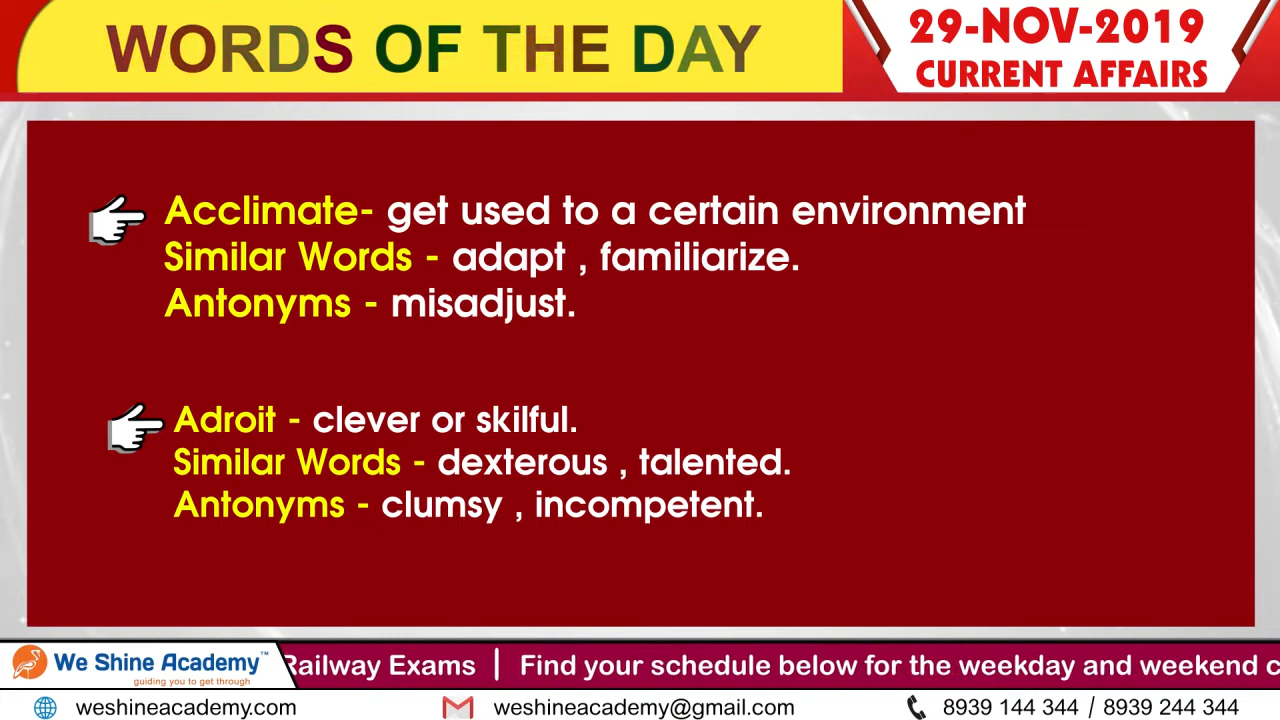 WORDS OF THE DAY
29-NOV-2019
CURRENT AFFAIRS
Acclimate- get used to a certain environment
Similar Words - adapt , familiarize.
Antonyms - misadjust.
Adroit - clever or skilful.
Similar Words - dexterous , talented.
Antonyms - clumsy , incompetent.
We Shine Academy™
guiding you to get through
Railway Exams | Find your schedule below for the weekday and weekend c
weshineacademy.com
weshineacademy@gmail.com
8939 144 344 / 8939 244 344